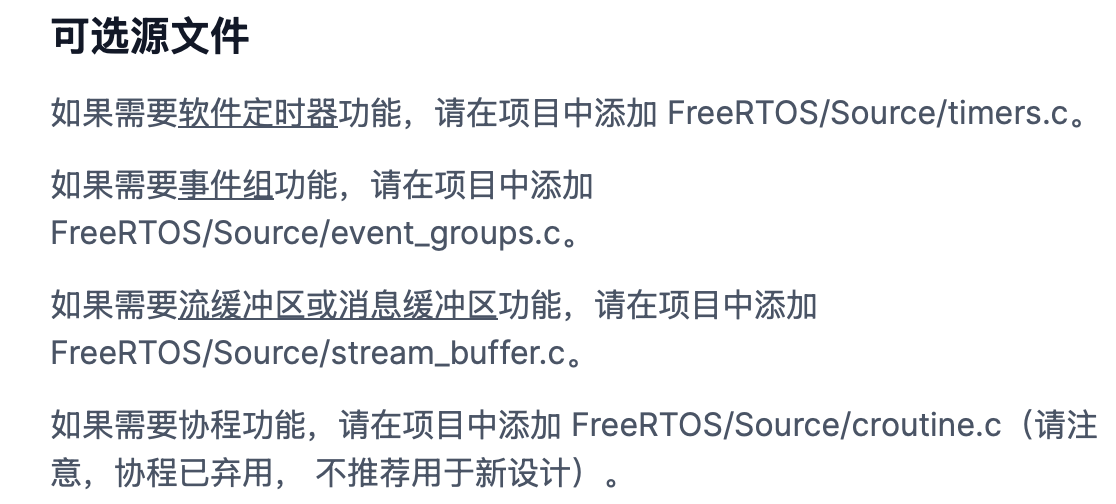 可选源文件
如果需要软件定时器功能，请在项目中添加 FreeRTOS/Source/timers.c。
如果需要事件组功能，请在项目中添加
FreeRTOS/Source/event_groups.c。
如果需要流缓冲区或消息缓冲区功能，请在项目中添加
FreeRTOS/Source/stream_buffer.c。
如果需要协程功能，请在项目中添加 FreeRTOS/Source/croutine.c（请注
意，协程已弃用， 不推荐用于新设计）。